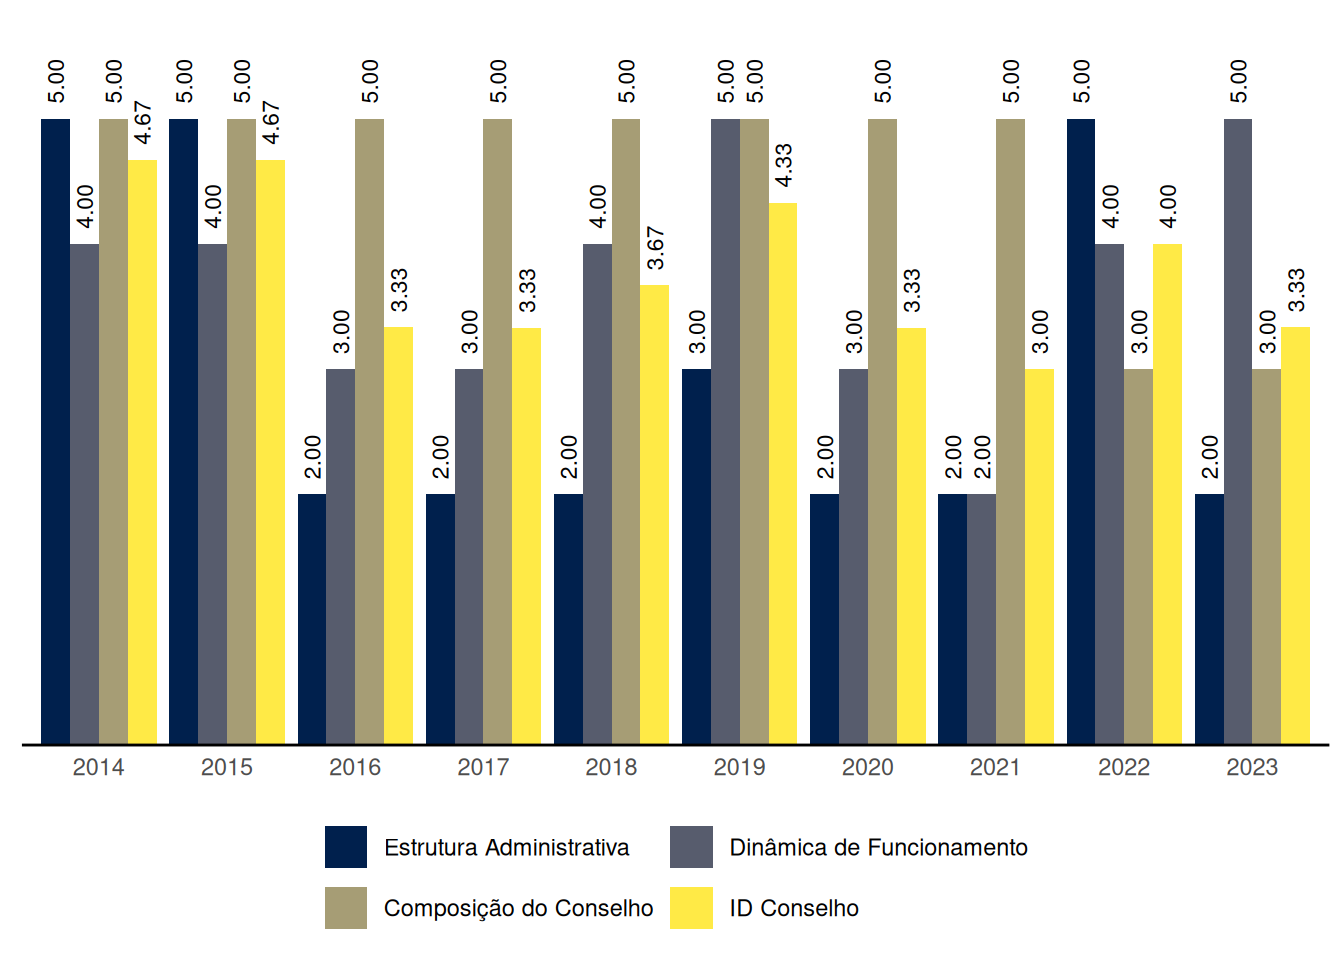 5.00 4.00 5.00 4.67
5.00 4.00 5.00 4.67
2.00 3.00 5.00 3.33
2.00 3.00 5.00 3.33
2.00 4.00 5.00 3.67
3.00 5.00 5.00 4.33
2.00 3.00 5.00 3.33
2.00 2.00 5.00 3.00
5.00 4.00 3.00 4.00
2.00 5.00 3.00 3.33
2014 2015 2016 2017 2018 2019 2020 2021 2022 2023
Estrutura Administrativa Dinâmica de Funcionamento
Composição do Conselho ID Conselho